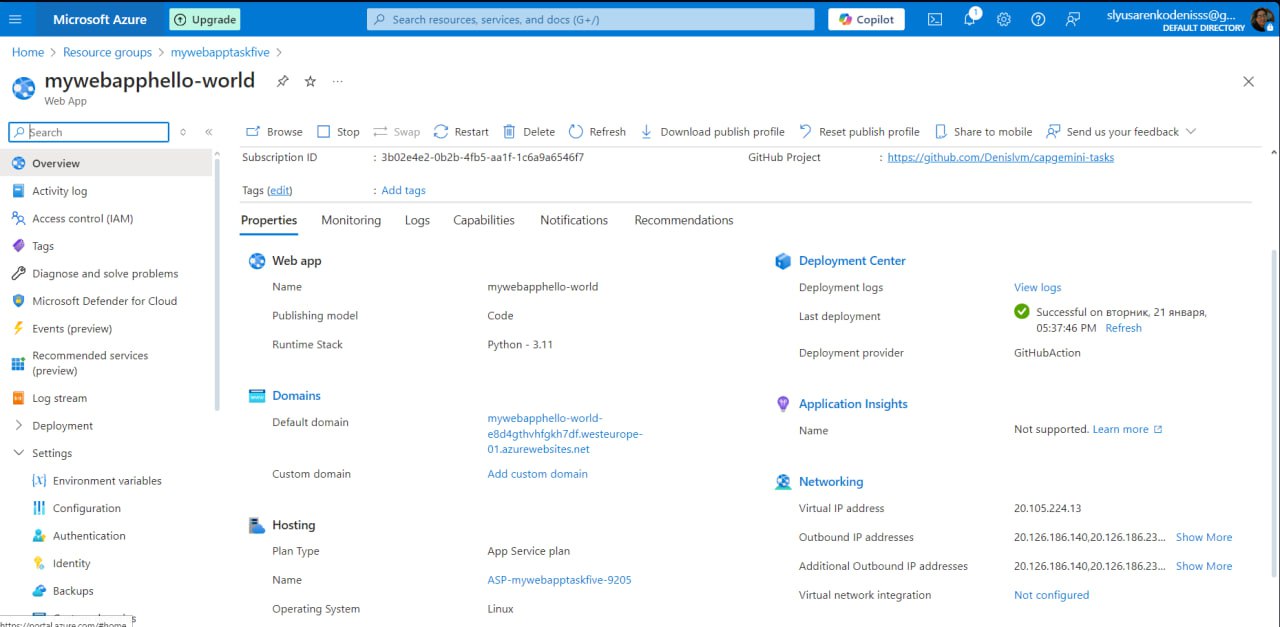 Microsoft Azure
Upgrade
Search resources, services, and docs (G+/)
Copilot
1
slyusarenkodenisss@g...
DEFAULT DIRECTORY
Home > Resource groups > mywebapptaskfive >
mywebapphello-world
Web App
Search
Browse Stop Swap Restart Delete Refresh Download publish profile Reset publish profile Share to mobile Send us your feedback
Overview
Activity log
Access control (IAM)
Tags
Diagnose and solve problems
Microsoft Defender for Cloud
Events (preview)
Recommended services
(preview)
Log stream
Deployment
Settings
Environment variables
Configuration
Authentication
Identity
Backups
https://portal.azure.com/#home
Subscription ID : 3b02e4e2-0b2b-4fb5-aa1f-1c6a9a6546f7
GitHub Project : https://github.com/Denislvm/capgemini-tasks
Tags (edit) : Add tags
Properties Monitoring Logs Capabilities Notifications Recommendations
Web app
Name mywebapphello-world
Publishing model Code
Runtime Stack Python - 3.11
Domains
Default domain mywebapphello-world-
e8d4gthvhfgkh7df.westeurope-
01.azurewebsites.net
Custom domain Add custom domain
Hosting
Plan Type App Service plan
Name ASP-mywebapptaskfive-9205
Operating System Linux
Deployment Center
Deployment logs View logs
Last deployment Successful on вторник, 21 января,
05:37:46 PM Refresh
Deployment provider GitHubAction
Application Insights
Name Not supported. Learn more
Networking
Virtual IP address 20.105.224.13
Outbound IP addresses 20.126.186.140,20.126.186.23... Show More
Additional Outbound IP addresses 20.126.186.140,20.126.186.23... Show More
Virtual network integration Not configured